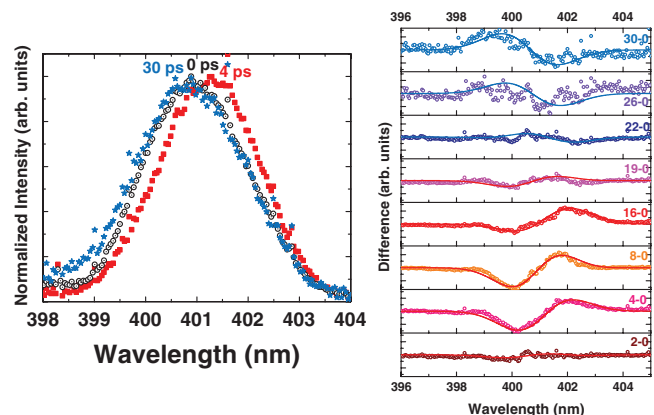 396 398 400 402 404
30 ps
0 ps
4 ps
Normalized Intensity (arb. units)
398 399 400 401 402 403 404
Wavelength (nm)
30-0
26-0
22-0
19-0
16-0
8-0
4-0
2-0
Difference (arb. units)
396 398 400 402 404
Wavelength (nm)